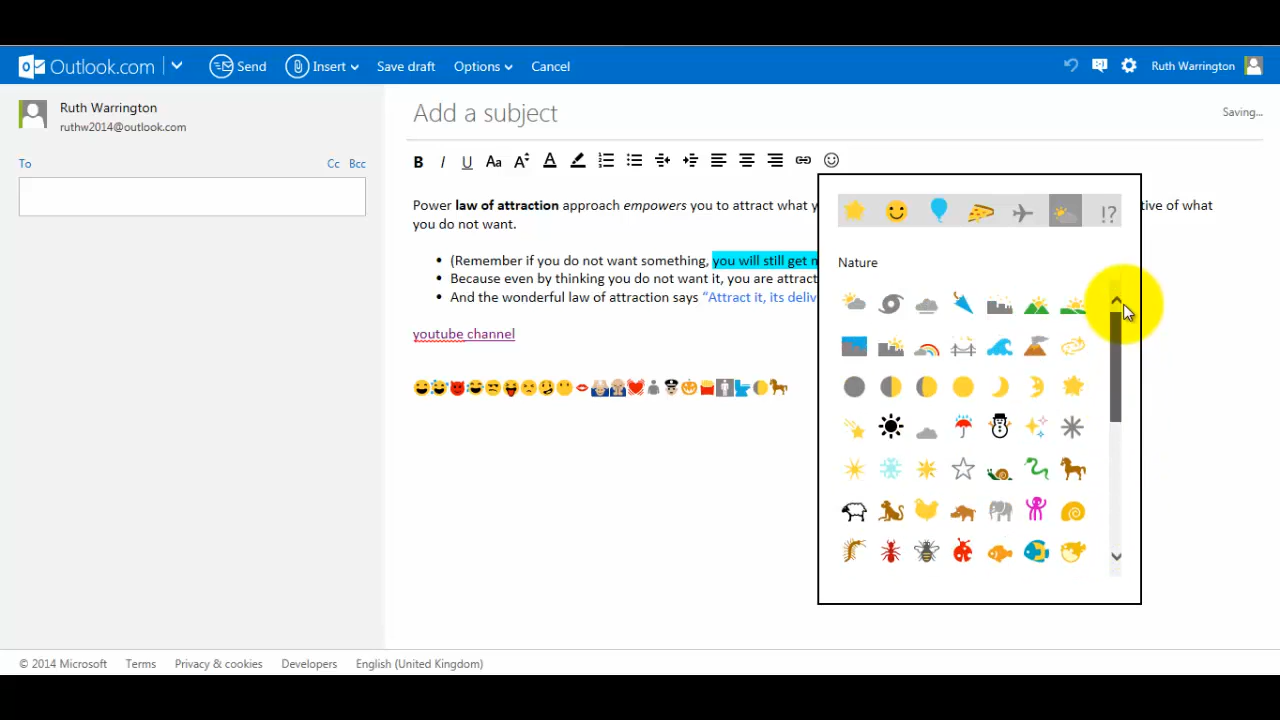 Outlook.com Send Insert Save draft Options Cancel Ruth Warrington
Ruth Warrington
ruthw2014@outlook.com
To Cc Bcc
Add a subject Saving...
B I U Aa A A
Power law of attraction approach empowers you to attract what of what
you do not want.
(Remember if you do not want something, you will still get
Because even by thinking you do not want it, you are
And the wonderful law of attraction says “Attract it, its
youtube channel
!?
Nature
© 2014 Microsoft Terms Privacy & cookies Developers English (United Kingdom)